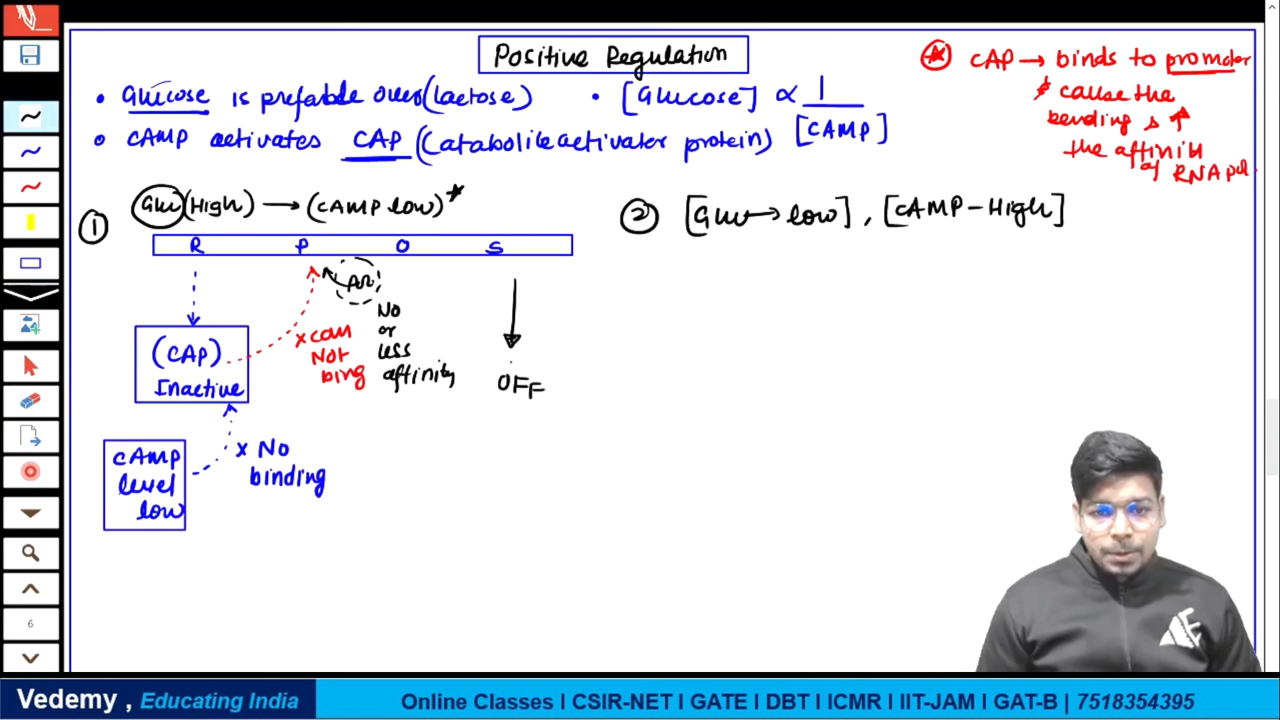 Positive Regulation
• Glucose is prefable over (lactose)
• [Glucose] ∝ 1 / [CAMP]
• CAMP activates CAP (catabolite activater protein)
CAP → binds to promoter
& cause the
bending & ↑
the affinity
of RNA pol.
① Glu (High) → (CAMP low)*
R P O S
(CAP)
Inactive
x can
Not
bing
No
or
less
affinity
OFF
CAMP
level
low
x No
binding
② [Glu → low], [CAMP - High]
6
Vedemy , Educating India
Online Classes I CSIR-NET I GATE I DBT I ICMR I IIT-JAM I GAT-B | 7518354395